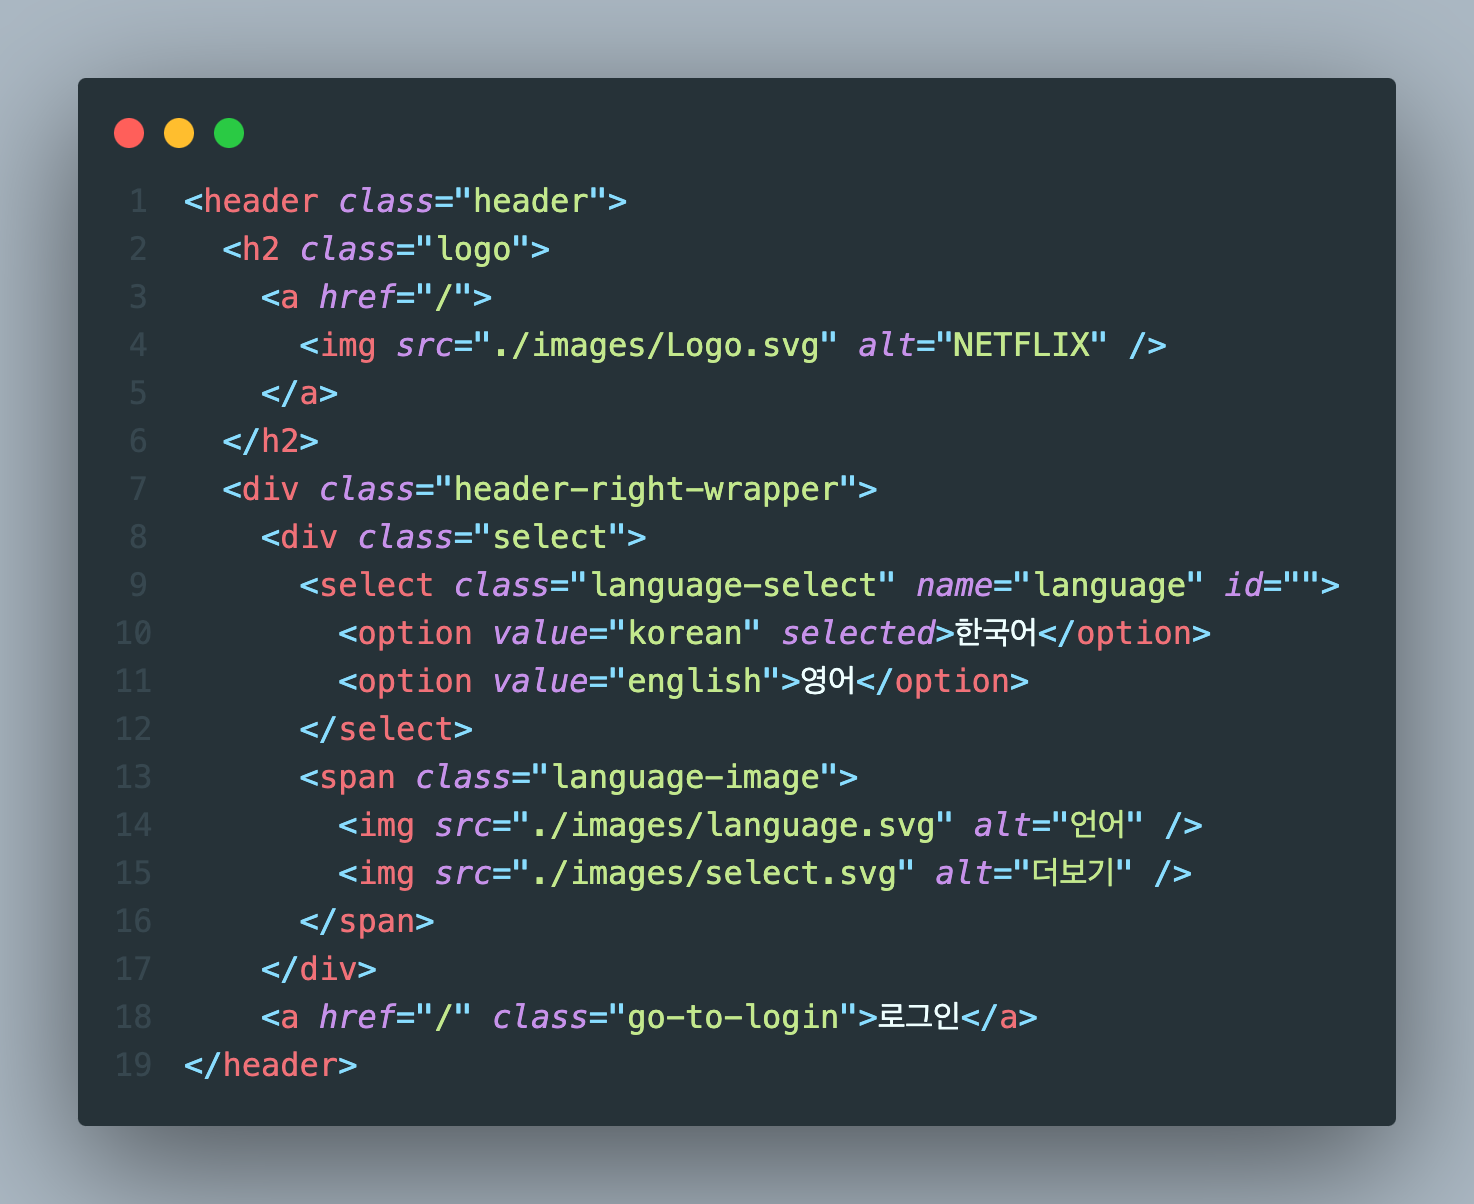 1 <header class="header">
2   <h2 class="logo">
3     <a href="/">
4       <img src="./images/Logo.svg" alt="NETFLIX" />
5     </a>
6   </h2>
7   <div class="header-right-wrapper">
8     <div class="select">
9       <select class="language-select" name="language" id="">
10         <option value="korean" selected>한국어</option>
11         <option value="english">영어</option>
12       </select>
13       <span class="language-image">
14         <img src="./images/language.svg" alt="언어" />
15         <img src="./images/select.svg" alt="더보기" />
16       </span>
17     </div>
18     <a href="/" class="go-to-login">로그인</a>
19 </header>